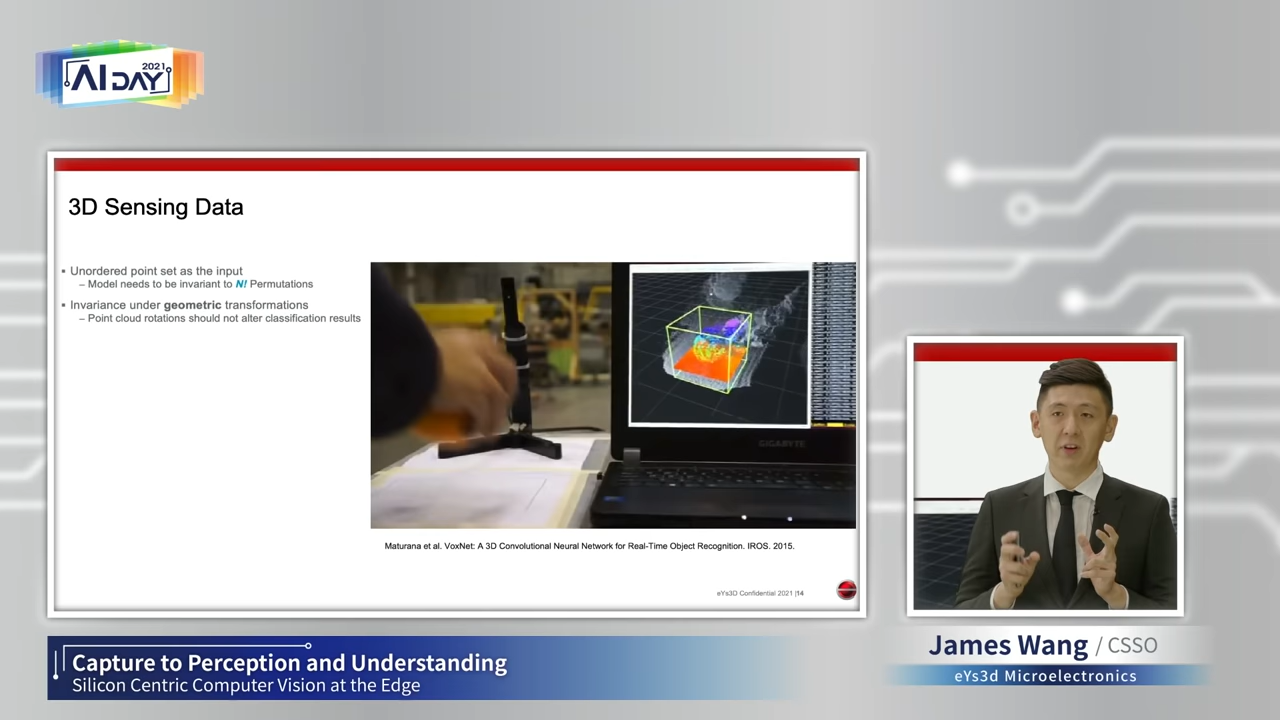 AI DAY 2021
3D Sensing Data
▪ Unordered point set as the input
– Model needs to be invariant to N! Permutations
▪ Invariance under geometric transformations
– Point cloud rotations should not alter classification results
GIGABYTE
Maturana et al. VoxNet: A 3D Convolutional Neural Network for Real-Time Object Recognition. IROS. 2015.
eYs3D Confidential 2021 |14
Capture to Perception and Understanding
Silicon Centric Computer Vision at the Edge
James Wang / CSSO
eYs3d Microelectronics